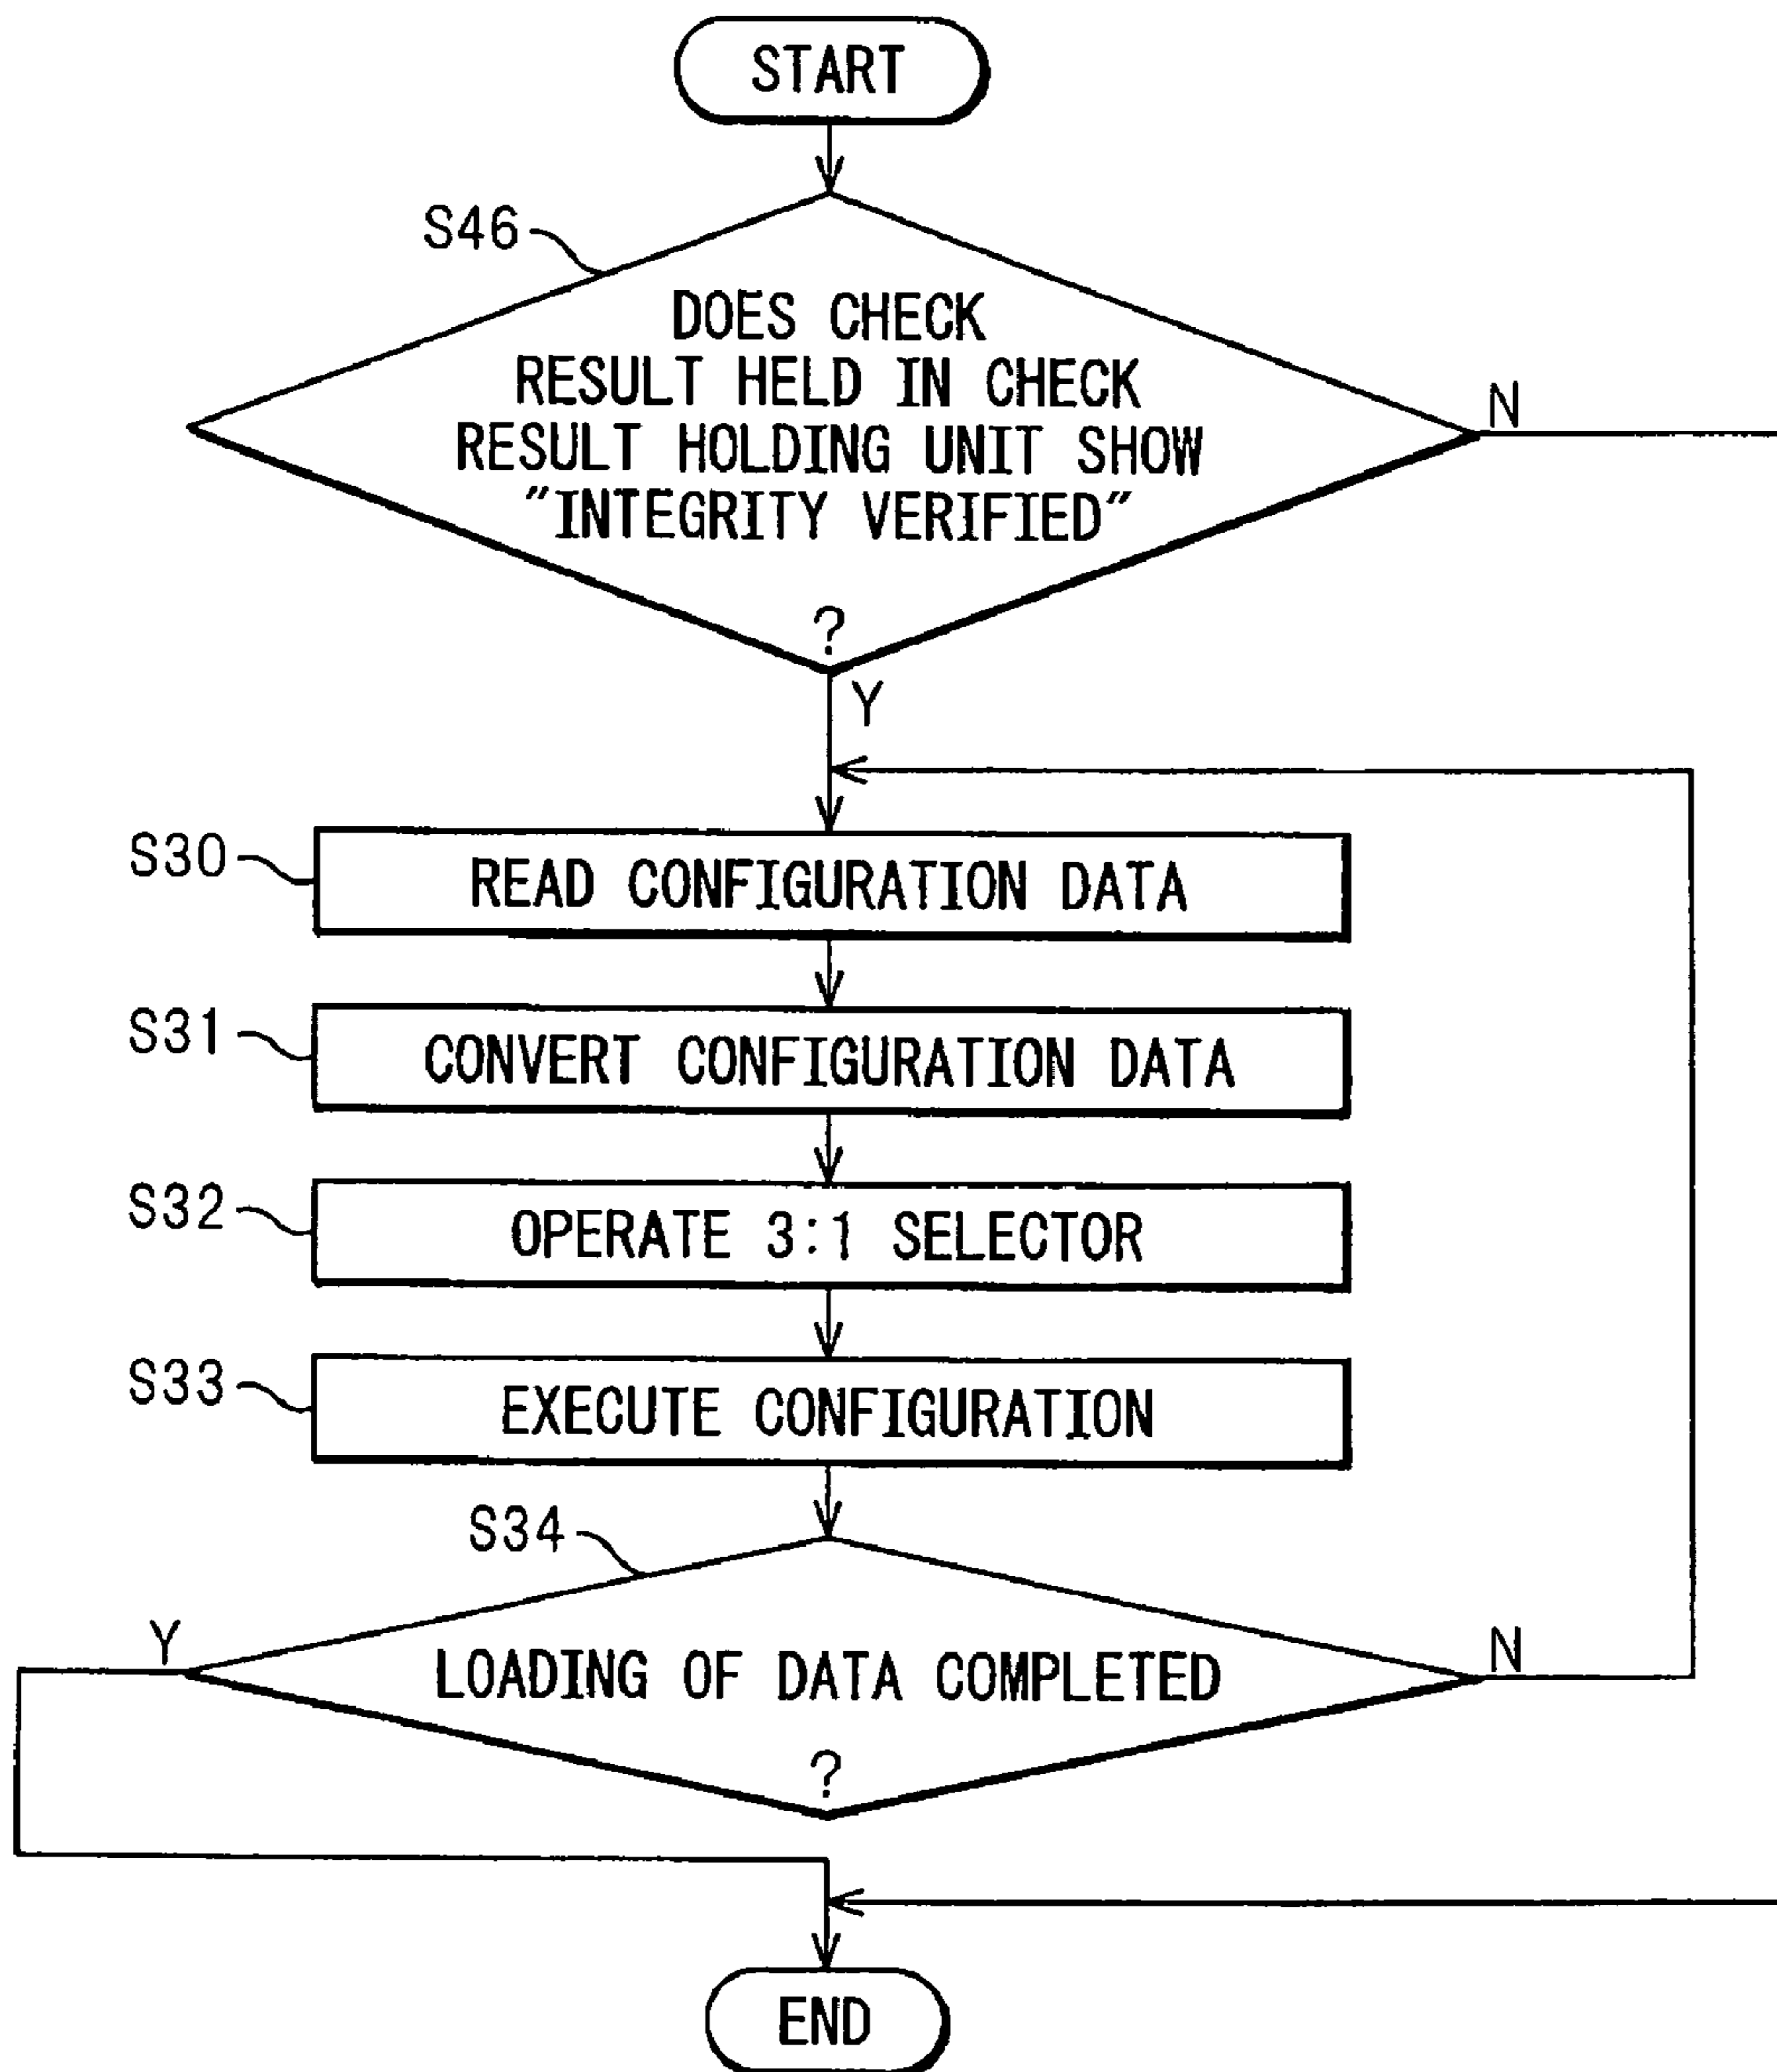 START
S46
DOES CHECK
RESULT HELD IN CHECK
RESULT HOLDING UNIT SHOW
"INTEGRITY VERIFIED"
?
N
Y
S30
READ CONFIGURATION DATA
S31
CONVERT CONFIGURATION DATA
S32
OPERATE 3:1 SELECTOR
S33
EXECUTE CONFIGURATION
S34
Y
LOADING OF DATA COMPLETED
N
?
END